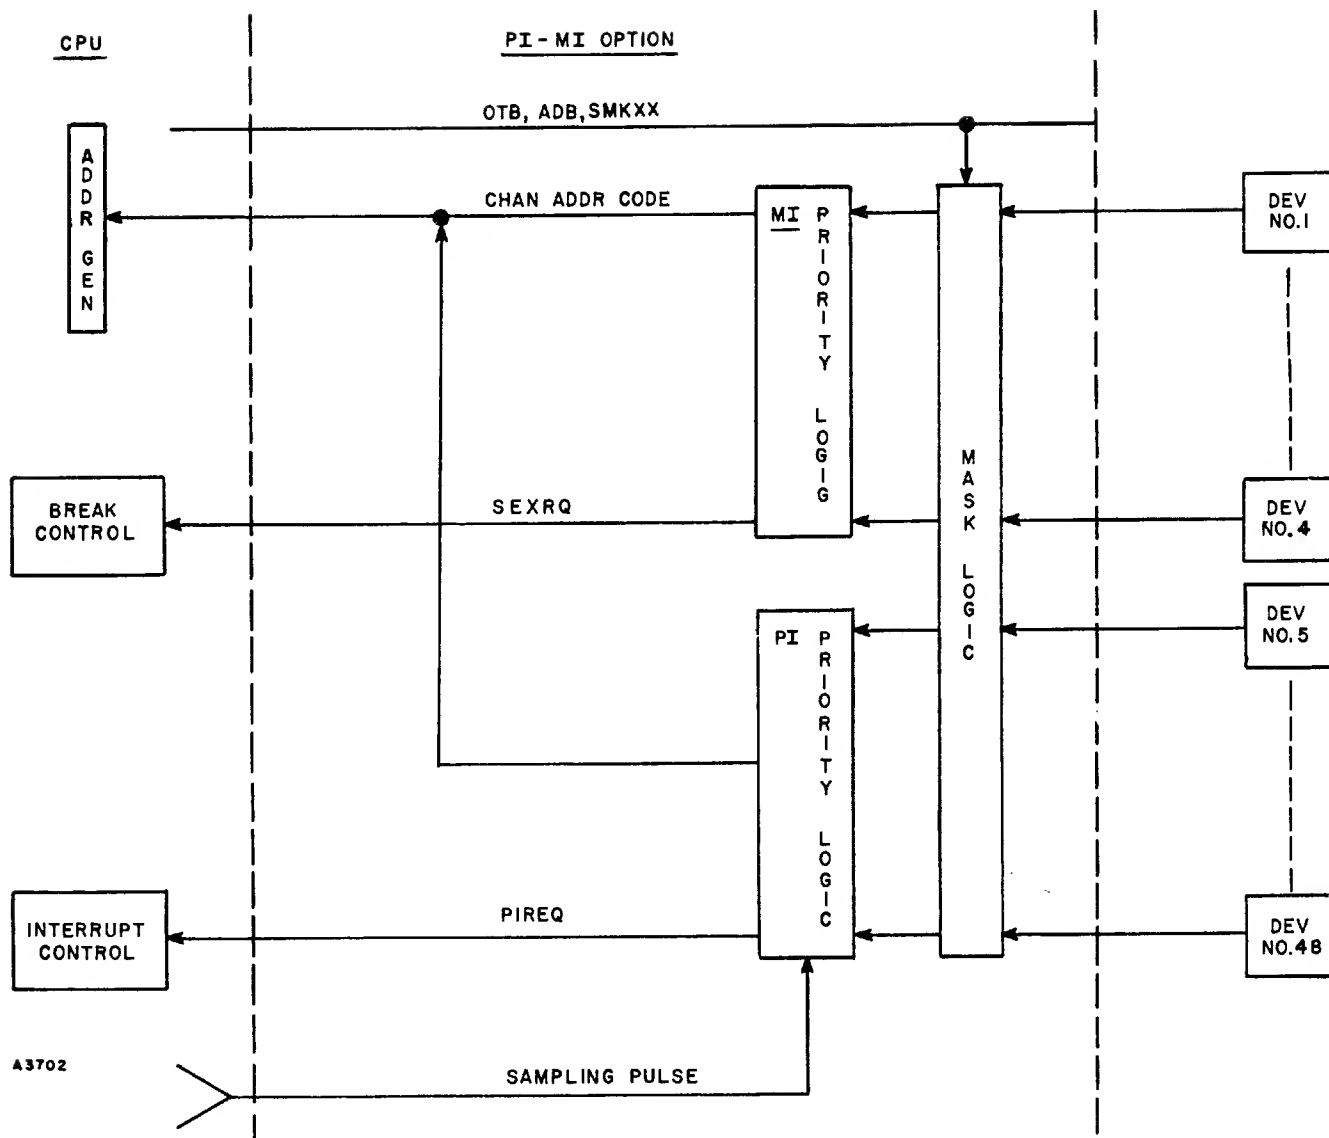 CPU
PI-MI OPTION
OTB, ADB, SMKXX
ADDR GEN
CHAN ADDR CODE
MI PRIORITY LOGIG
DEV
NO.1
MASK LOGIC
BREAK
CONTROL
SEXRQ
DEV
NO.4
PI PRIORITY LOGIC
DEV
NO.5
INTERRUPT
CONTROL
PIREQ
DEV
NO.48
A3702
SAMPLING PULSE